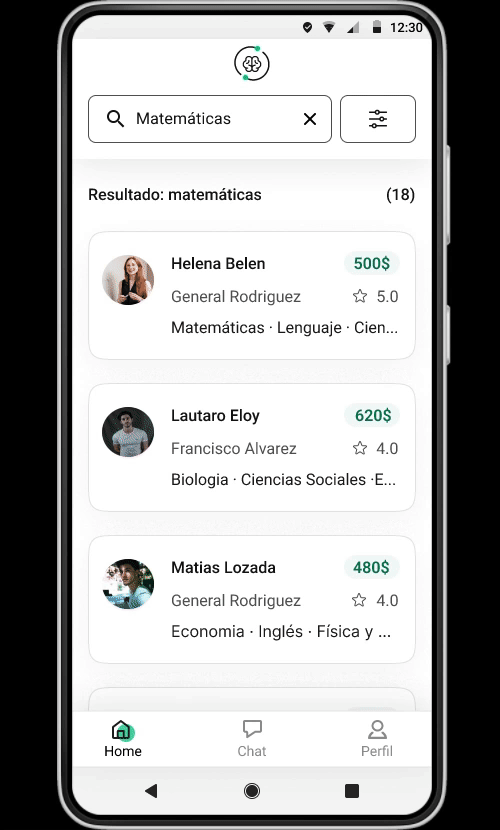 12:30
Matemáticas
Resultado: matemáticas (18)
Helena Belen 500$
General Rodriguez 5.0
Matemáticas · Lenguaje · Cien...
Lautaro Eloy 620$
Francisco Alvarez 4.0
Biologia · Ciencias Sociales ·E...
Matias Lozada 480$
General Rodriguez 4.0
Economia · Inglés · Física y ...
Home Chat Perfil